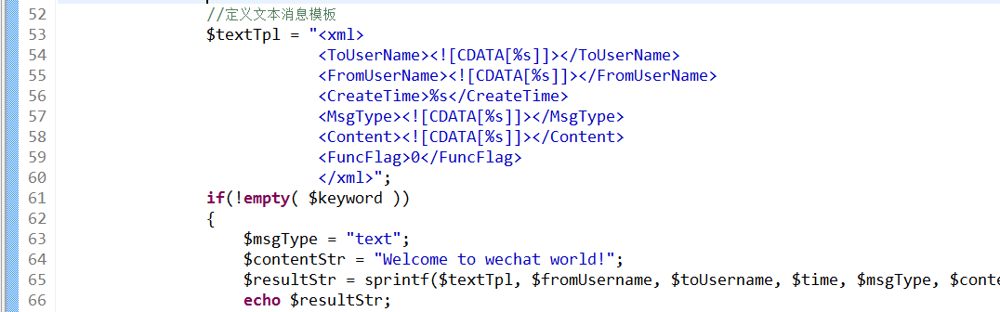 52 //定义文本消息模板
53 $textTpl = "<xml>
54 <ToUserName><![CDATA[%s]]></ToUserName>
55 <FromUserName><![CDATA[%s]]></FromUserName>
56 <CreateTime>%s</CreateTime>
57 <MsgType><![CDATA[%s]]></MsgType>
58 <Content><![CDATA[%s]]></Content>
59 <FuncFlag>0</FuncFlag>
60 </xml>";
61 if(!empty( $keyword ))
62 {
63 $msgType = "text";
64 $contentStr = "Welcome to wechat world!";
65 $resultStr = sprintf($textTpl, $fromUsername, $toUsername, $time, $msgType, $conte
66 echo $resultStr;